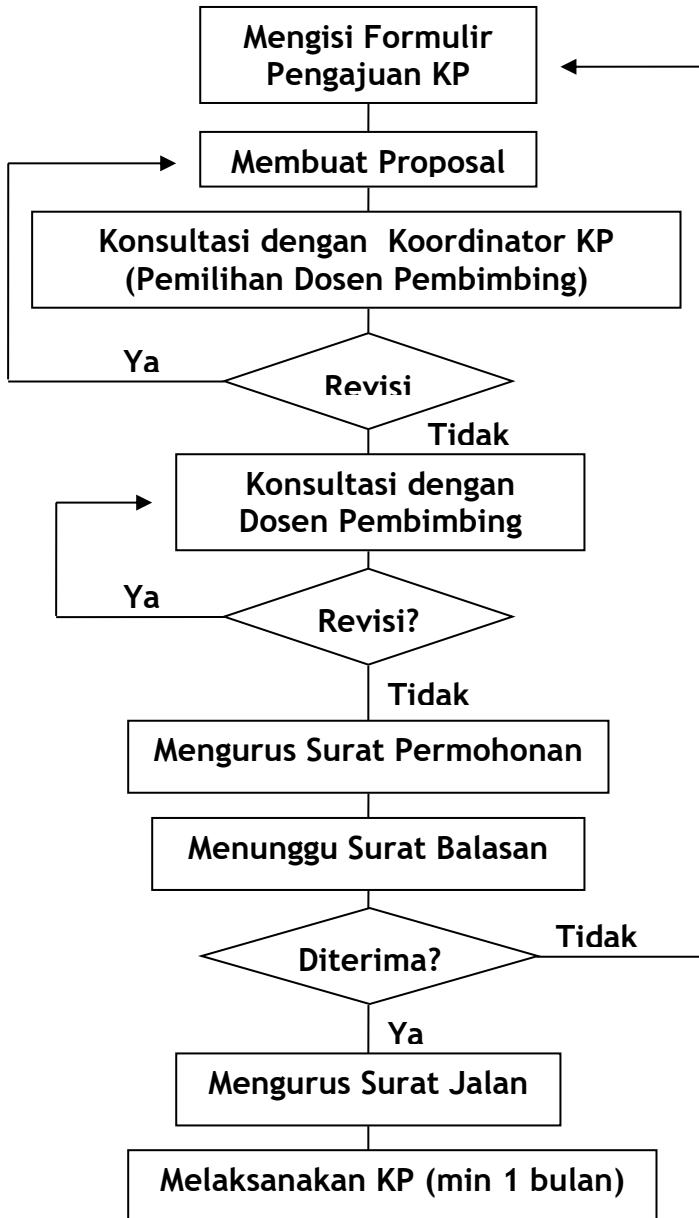 Mengisi Formulir
Pengajuan KP
Membuat Proposal
Konsultasi dengan Koordinator KP
(Pemilihan Dosen Pembimbing)
Ya
Revisi
Tidak
Konsultasi dengan
Dosen Pembimbing
Ya
Revisi?
Tidak
Mengurus Surat Permohonan
Menunggu Surat Balasan
Diterima?
Tidak
Ya
Mengurus Surat Jalan
Melaksanakan KP (min 1 bulan)